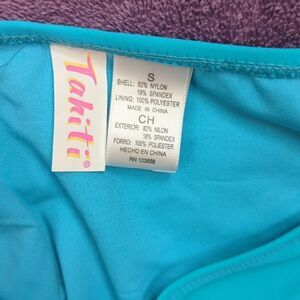 Tahiti®
S
SHELL: 82% NYLON
18% SPANDEX
LINING: 100% POLYESTER
MADE IN CHINA
CH
EXTERIOR: 82% NILON
18% SPANDEX
FORRO: 100% POLIESTER
HECHO EN CHINA
RN 103658